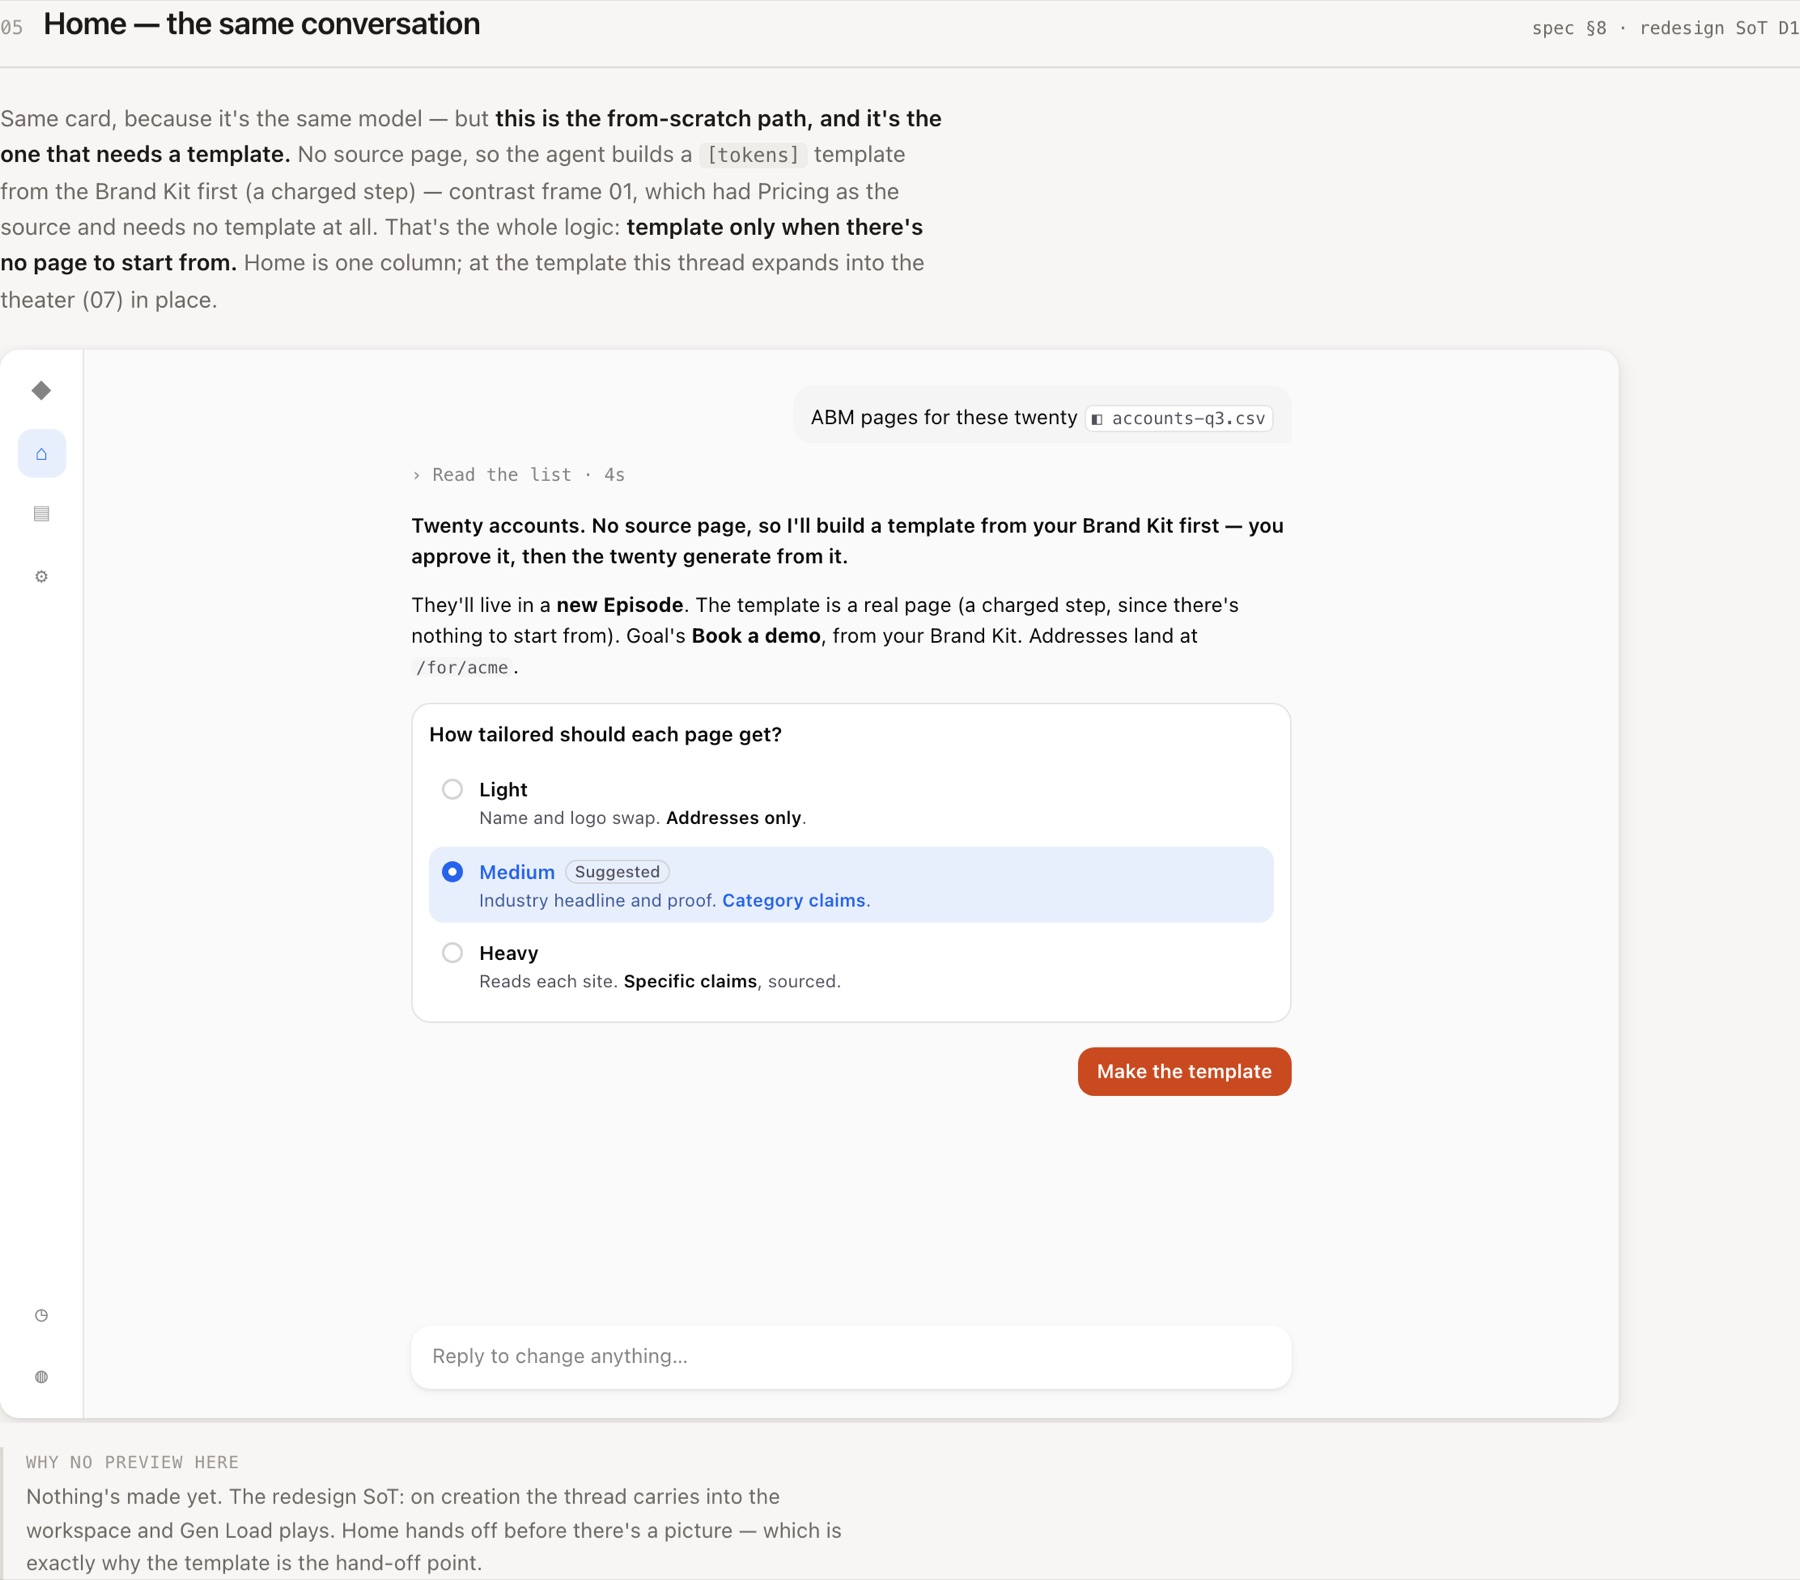 05 Home — the same conversation spec §8 · redesign SoT D1
Same card, because it's the same model — but this is the from-scratch path, and it's the
one that needs a template. No source page, so the agent builds a [tokens] template
from the Brand Kit first (a charged step) — contrast frame 01, which had Pricing as the
source and needs no template at all. That's the whole logic: template only when there's
no page to start from. Home is one column; at the template this thread expands into the
theater (07) in place.
ABM pages for these twenty accounts-q3.csv
› Read the list · 4s
Twenty accounts. No source page, so I'll build a template from your Brand Kit first — you
approve it, then the twenty generate from it.
They'll live in a new Episode. The template is a real page (a charged step, since there's
nothing to start from). Goal's Book a demo, from your Brand Kit. Addresses land at
/for/acme.
How tailored should each page get?
Light
Name and logo swap. Addresses only.
Medium Suggested
Industry headline and proof. Category claims.
Heavy
Reads each site. Specific claims, sourced.
Make the template
Reply to change anything…
WHY NO PREVIEW HERE
Nothing's made yet. The redesign SoT: on creation the thread carries into the
workspace and Gen Load plays. Home hands off before there's a picture — which is
exactly why the template is the hand-off point.